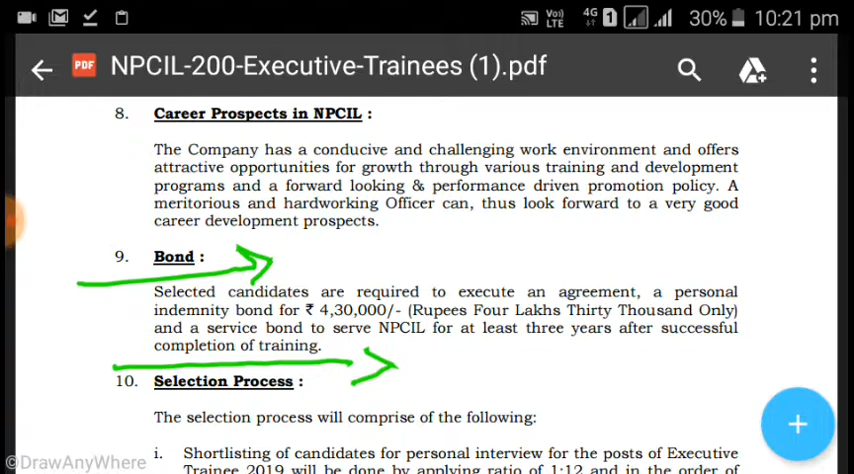 Vo) LTE 4G 1 30% 10:21 pm
PDF NPCIL-200-Executive-Trainees (1).pdf
8. Career Prospects in NPCIL :
The Company has a conducive and challenging work environment and offers
attractive opportunities for growth through various training and development
programs and a forward looking & performance driven promotion policy. A
meritorious and hardworking Officer can, thus look forward to a very good
career development prospects.
9. Bond :
Selected candidates are required to execute an agreement, a personal
indemnity bond for ₹ 4,30,000/- (Rupees Four Lakhs Thirty Thousand Only)
and a service bond to serve NPCIL for at least three years after successful
completion of training.
10. Selection Process :
The selection process will comprise of the following:
i. Shortlisting of candidates for personal interview for the posts of Executive
Trainee 2019 will be done by applying ratio of 1:12 and in the order of
©DrawAnyWhere